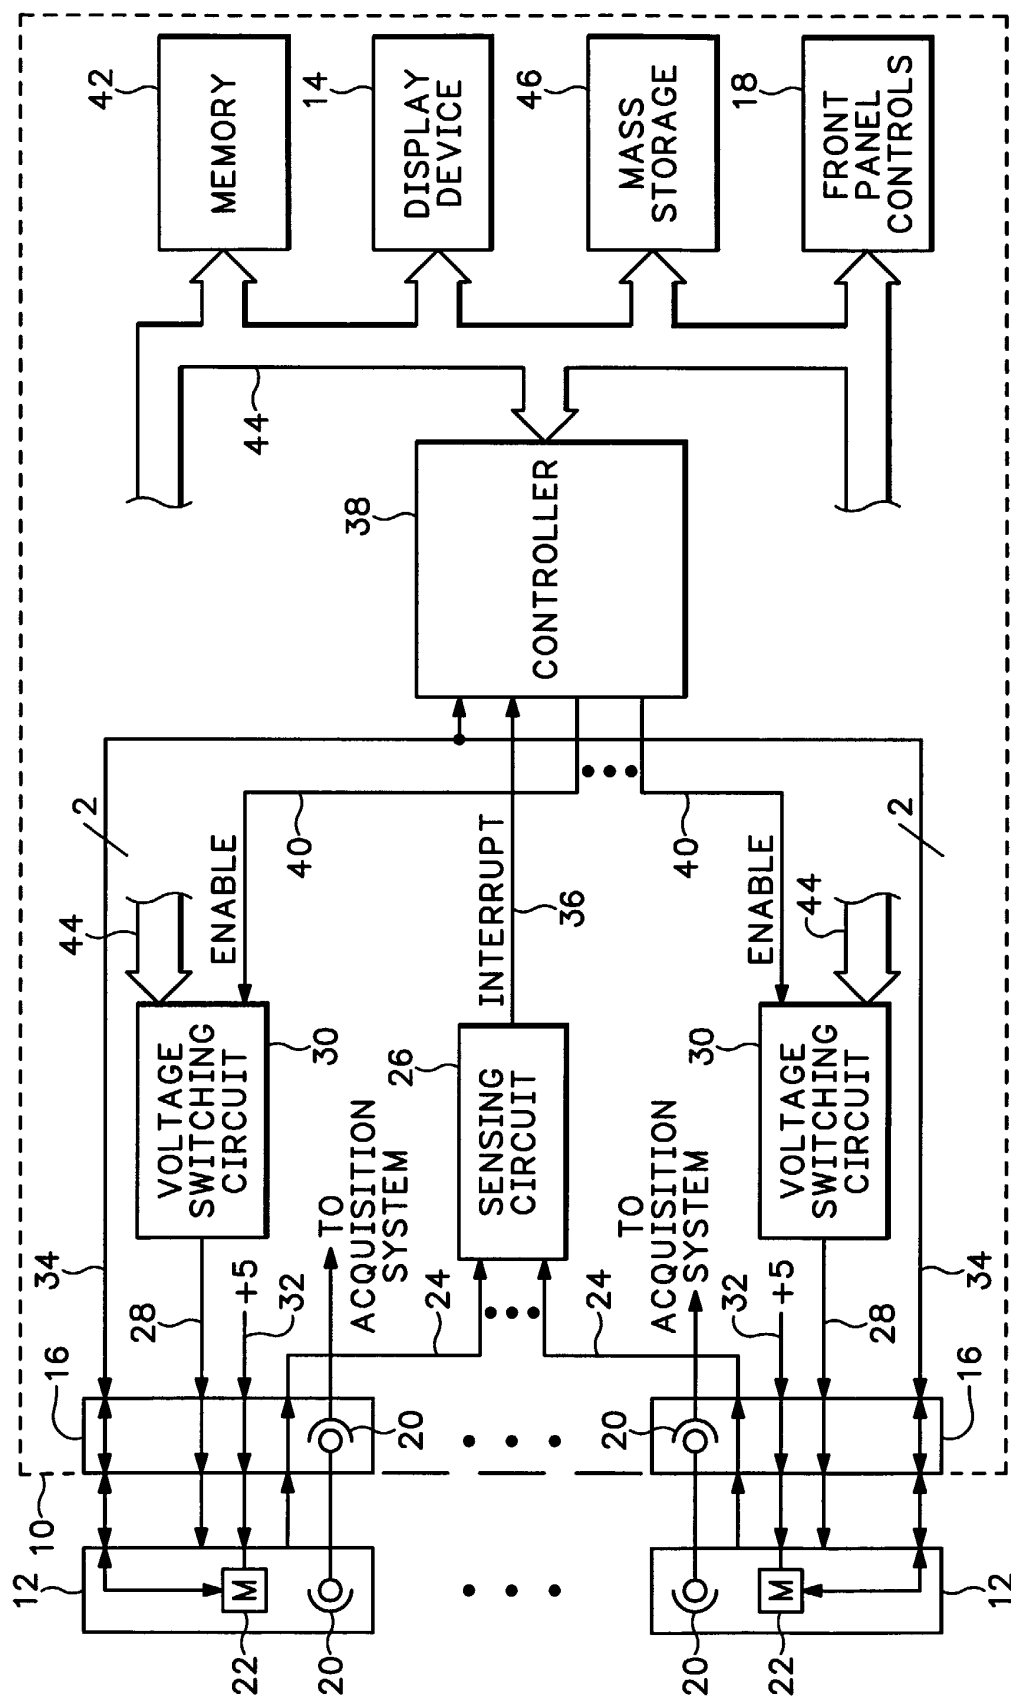 12
10
16
34
44
2
28
VOLTAGE
SWITCHING
CIRCUIT
ENABLE
42
MEMORY
22
M
+5
32
30
40
44
20
20
TO
ACQUISITION
SYSTEM
38
14
DISPLAY
DEVICE
24
26
SENSING
CIRCUIT
INTERRUPT
36
CONTROLLER
46
MASS
STORAGE
24
20
20
TO
ACQUISITION
SYSTEM
40
ENABLE
22
M
32
+5
30
VOLTAGE
SWITCHING
CIRCUIT
44
28
18
FRONT
PANEL
CONTROLS
12
16
34
2